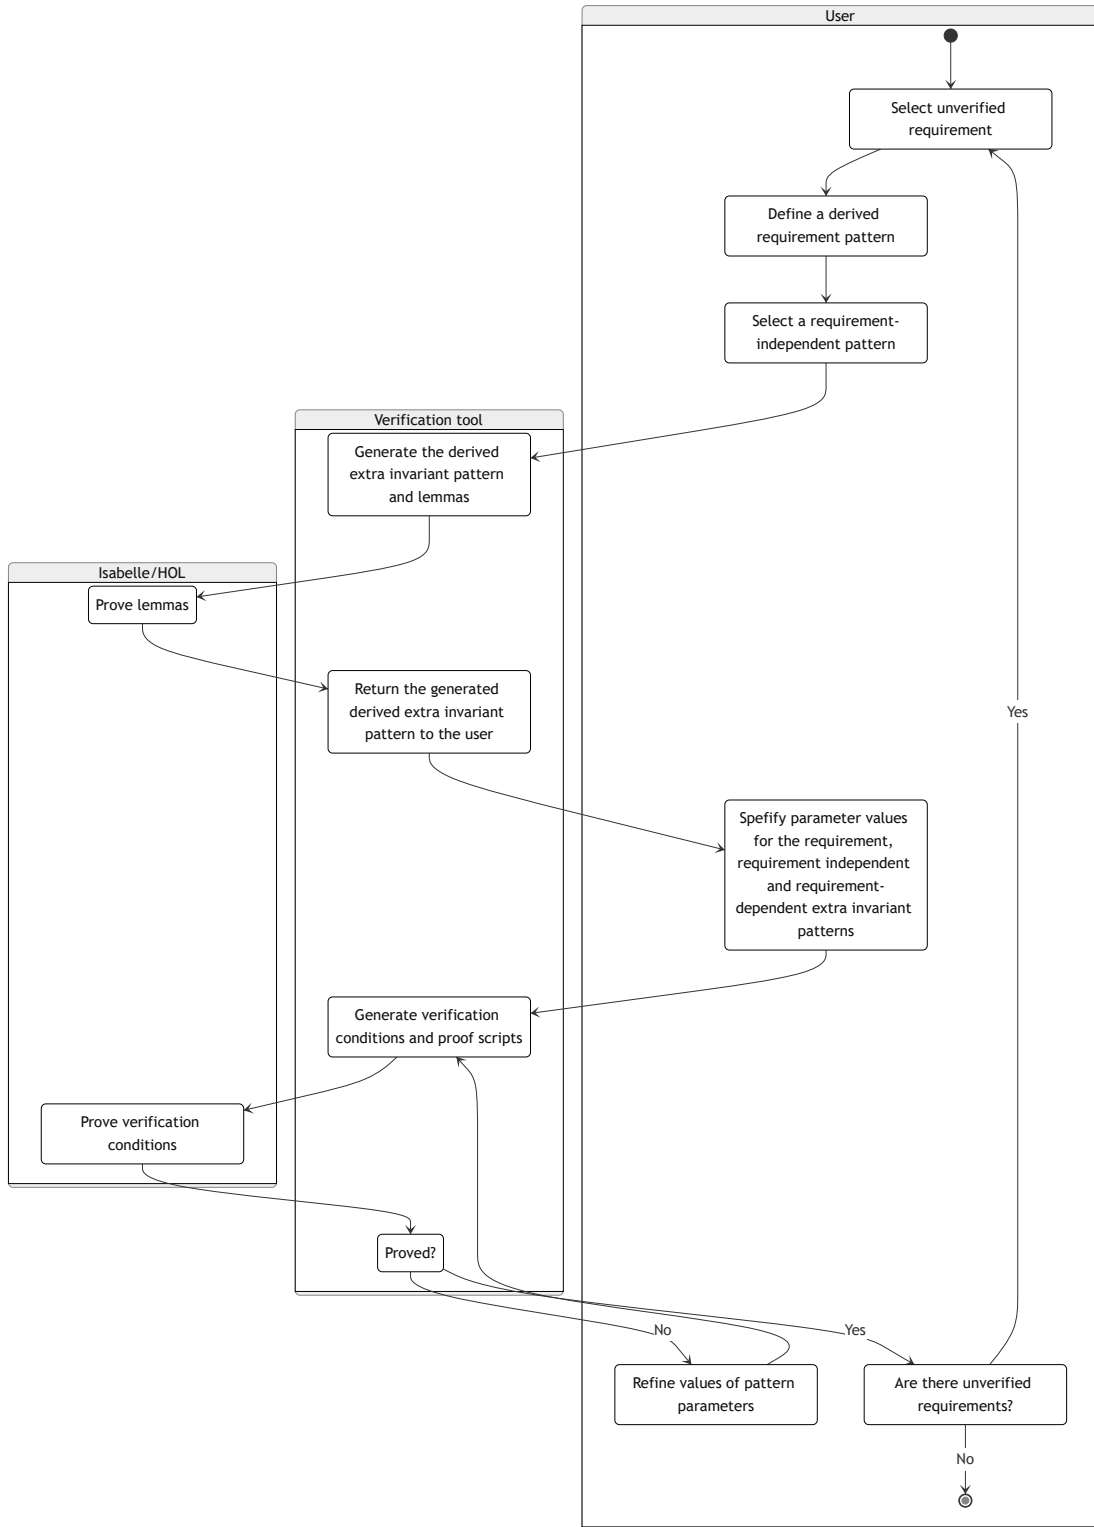 User
Select unverified
requirement
Define a derived
requirement pattern
Select a requirement-
independent pattern
Verification tool
Generate the derived
extra invariant pattern
and lemmas
Isabelle/HOL
Prove lemmas
Return the generated
derived extra invariant
pattern to the user
Yes
Spefify parameter values
for the requirement,
requirement independent
and requirement-
dependent extra invariant
patterns
Generate verification
conditions and proof scripts
Prove verification
conditions
Proved?
No
Yes
Refine values of pattern
parameters
Are there unverified
requirements?
No